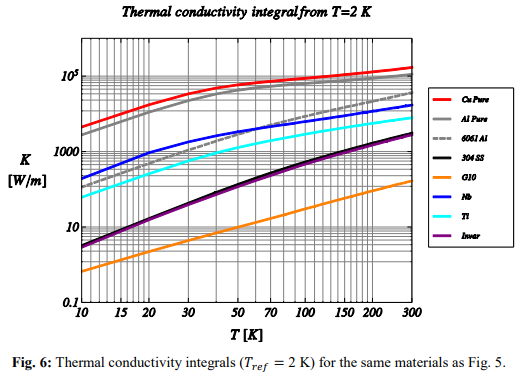 Thermal conductivity integral from T=2 K
10⁵
1000
10
0.1
K
[W/m]
10 15 20 30 50 70 100 150 200 300
T [K]
Cu Pure
Al Pure
6061 Al
304 SS
G10
Nb
Ti
Invar
Fig. 6: Thermal conductivity integrals (T_ref = 2 K) for the same materials as Fig. 5.